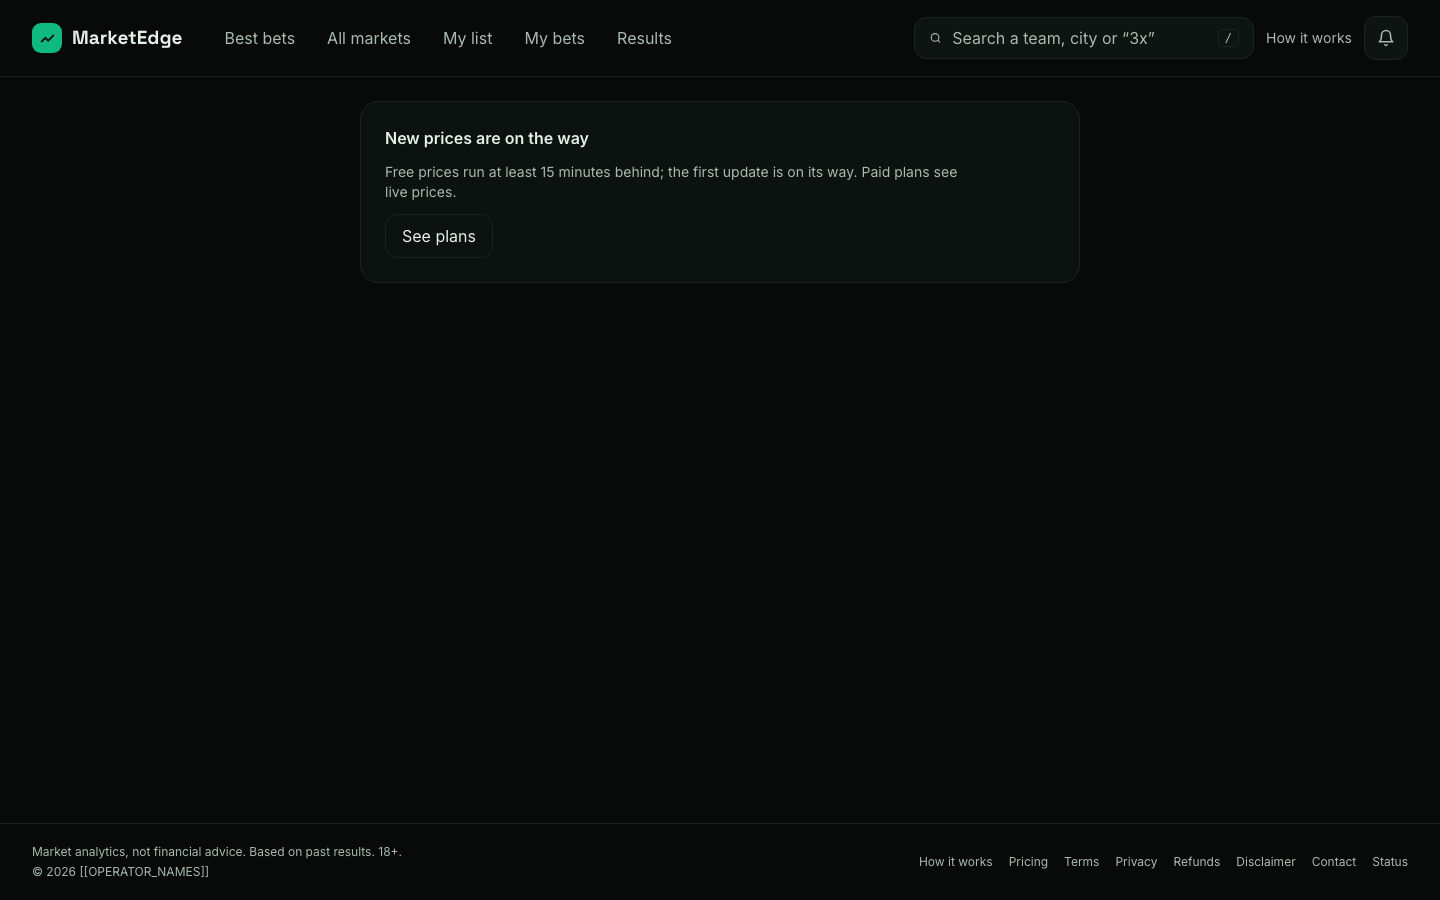 MarketEdge
Best bets
All markets
My list
My bets
Results
Search a team, city or “3x”
/
How it works
New prices are on the way
Free prices run at least 15 minutes behind; the first update is on its way. Paid plans see
live prices.
See plans
Market analytics, not financial advice. Based on past results. 18+.
© 2026 [[OPERATOR_NAMES]]
How it works
Pricing
Terms
Privacy
Refunds
Disclaimer
Contact
Status